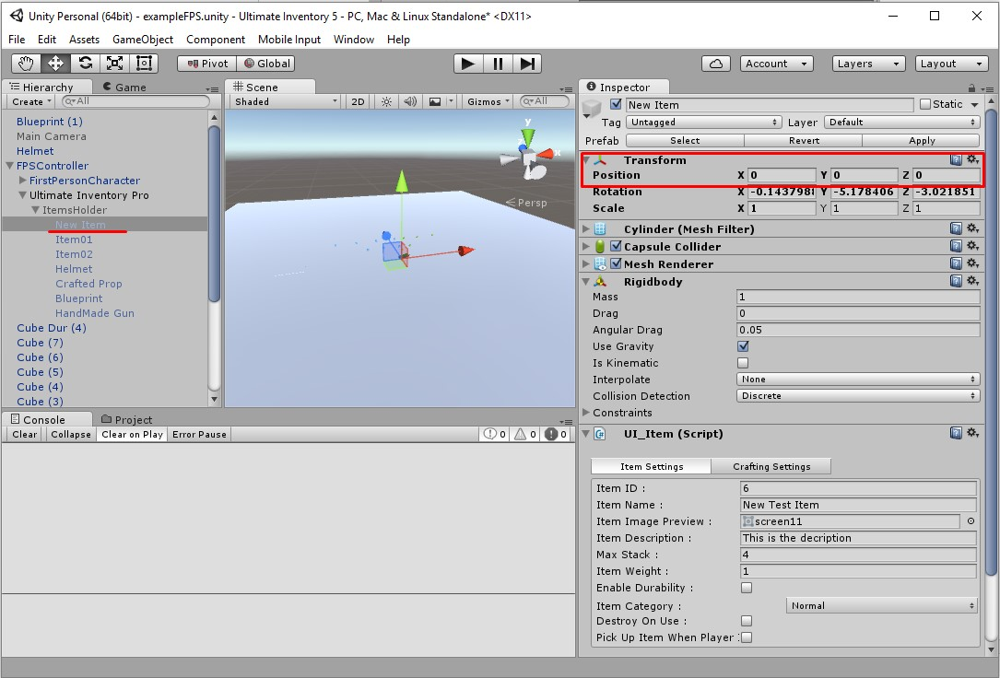 Unity Personal (64bit) - exampleFPS.unity - Ultimate Inventory 5 - PC, Mac & Linux Standalone* <DX11>
File Edit Assets GameObject Component Mobile Input Window Help
Pivot Global Account Layers Layout
Hierarchy Game
Create All
Blueprint (1)
Main Camera
Helmet
FPSController
FirstPersonCharacter
Ultimate Inventory Pro
ItemsHolder
New Item
Item01
Item02
Helmet
Crafted Prop
Blueprint
HandMade Gun
Cube Dur (4)
Cube (7)
Cube (6)
Cube (5)
Cube (4)
Cube (3)
Scene
Shaded 2D Gizmos All
y
x
z
Persp
Console Project
Clear Collapse Clear on Play Error Pause 0 0 0
Inspector
New Item Static
Tag Untagged Layer Default
Prefab Select Revert Apply
Transform
Position X 0 Y 0 Z 0
Rotation X -0.1437988 Y -5.178406 Z -3.021851
Scale X 1 Y 1 Z 1
Cylinder (Mesh Filter)
Capsule Collider
Mesh Renderer
Rigidbody
Mass 1
Drag 0
Angular Drag 0.05
Use Gravity
Is Kinematic
Interpolate None
Collision Detection Discrete
Constraints
UI_Item (Script)
Item Settings Crafting Settings
Item ID : 6
Item Name : New Test Item
Item Image Preview : screen11
Item Description : This is the decription
Max Stack : 4
Item Weight : 1
Enable Durability :
Item Category : Normal
Destroy On Use :
Pick Up Item When Player :